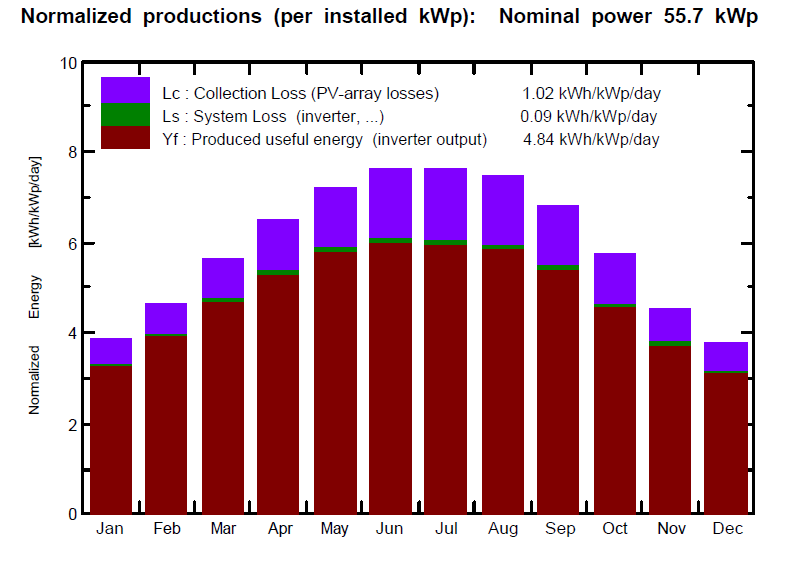 Normalized productions (per installed kWp): Nominal power 55.7 kWp
10
Lc : Collection Loss (PV-array losses) 1.02 kWh/kWp/day
Ls : System Loss (inverter, ...) 0.09 kWh/kWp/day
Yf : Produced useful energy (inverter output) 4.84 kWh/kWp/day
8
6
4
2
0
Normalized Energy [kWh/kWp/day]
Jan Feb Mar Apr May Jun Jul Aug Sep Oct Nov Dec